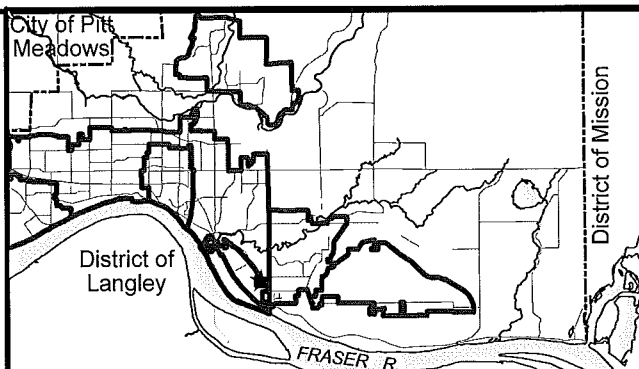 City of Pitt
Meadows
District of Mission
District of
Langley
FRASER R.